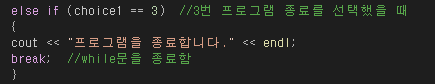 else if (choice1 == 3)  //3번 프로그램 종료를 선택했을 때
{
cout << "프로그램을 종료합니다." << endl;
break;  //while문을 종료함
}